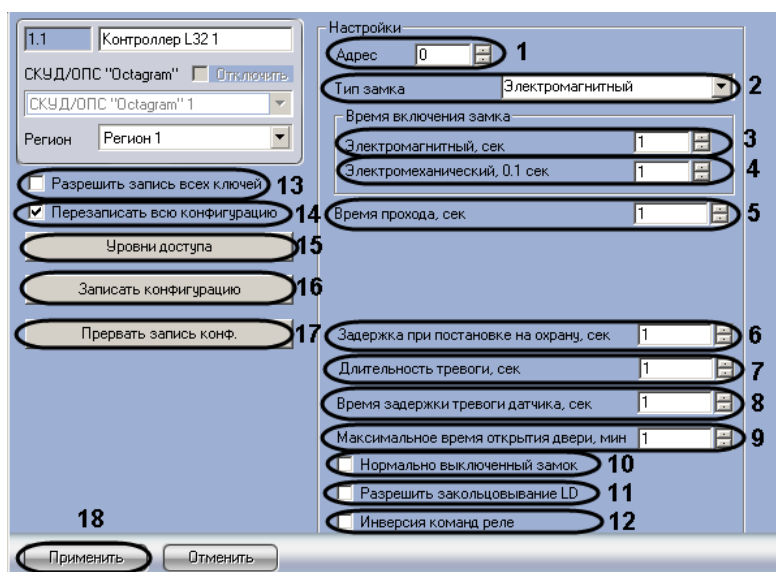 1.1 Контроллер L32 1
СКУД/ОПС "Octagram" Отключить
СКУД/ОПС "Octagram" 1
Регион Регион 1
Разрешить запись всех ключей 13
Перезаписать всю конфигурацию 14
Уровни доступа 15
Записать конфигурацию 16
Прервать запись конф. 17
Настройки
Адрес 0 1
Тип замка Электромагнитный 2
Время включения замка
Электромагнитный, сек 1 3
Электромеханический, 0.1 сек 1 4
Время прохода, сек 1 5
Задержка при постановке на охрану, сек 1 6
Длительность тревоги, сек 1 7
Время задержки тревоги датчика, сек 1 8
Максимальное время открытия двери, мин 1 9
Нормально выключенный замок 10
Разрешить закольцовывание LD 11
Инверсия команд реле 12
18
Применить Отменить